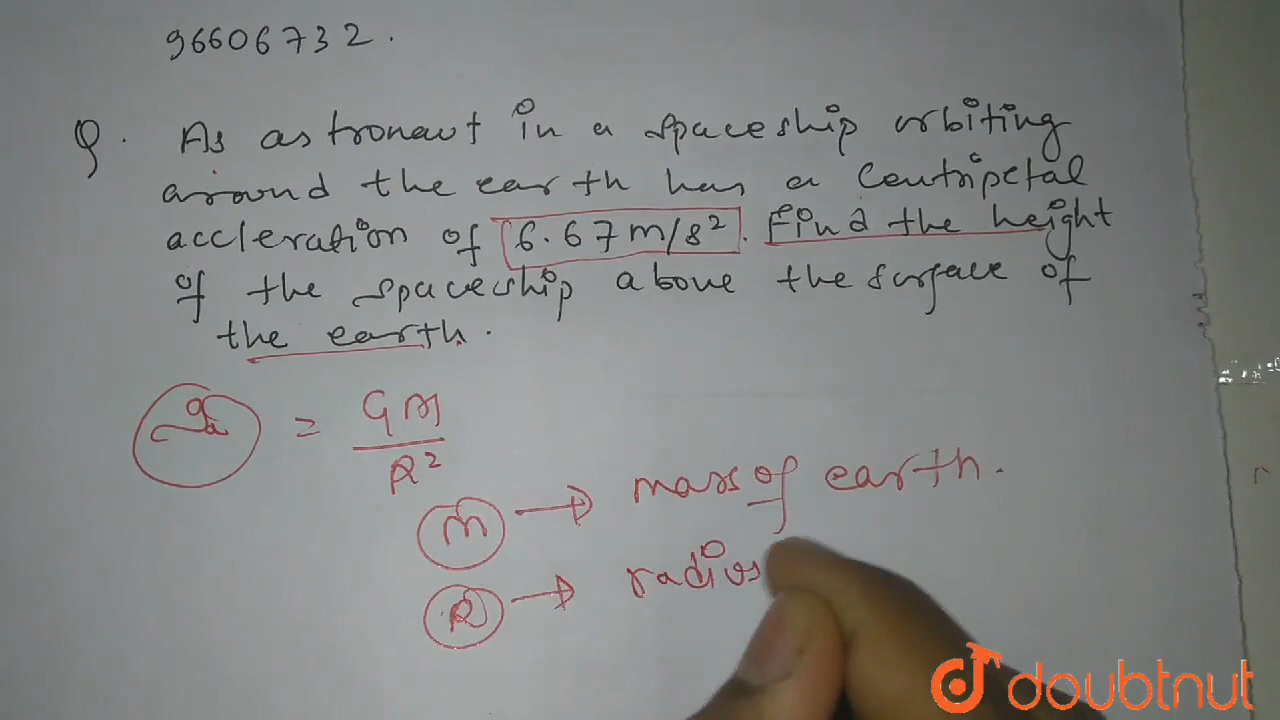 96606732.
Q. As astronaut in a spaceship orbiting
around the earth has a centripetal
accleration of 6.67m/s². Find the height
of the spaceship above the surface of
the earth.
= GM
R²
m → mass of earth.
R → radius
doubtnut